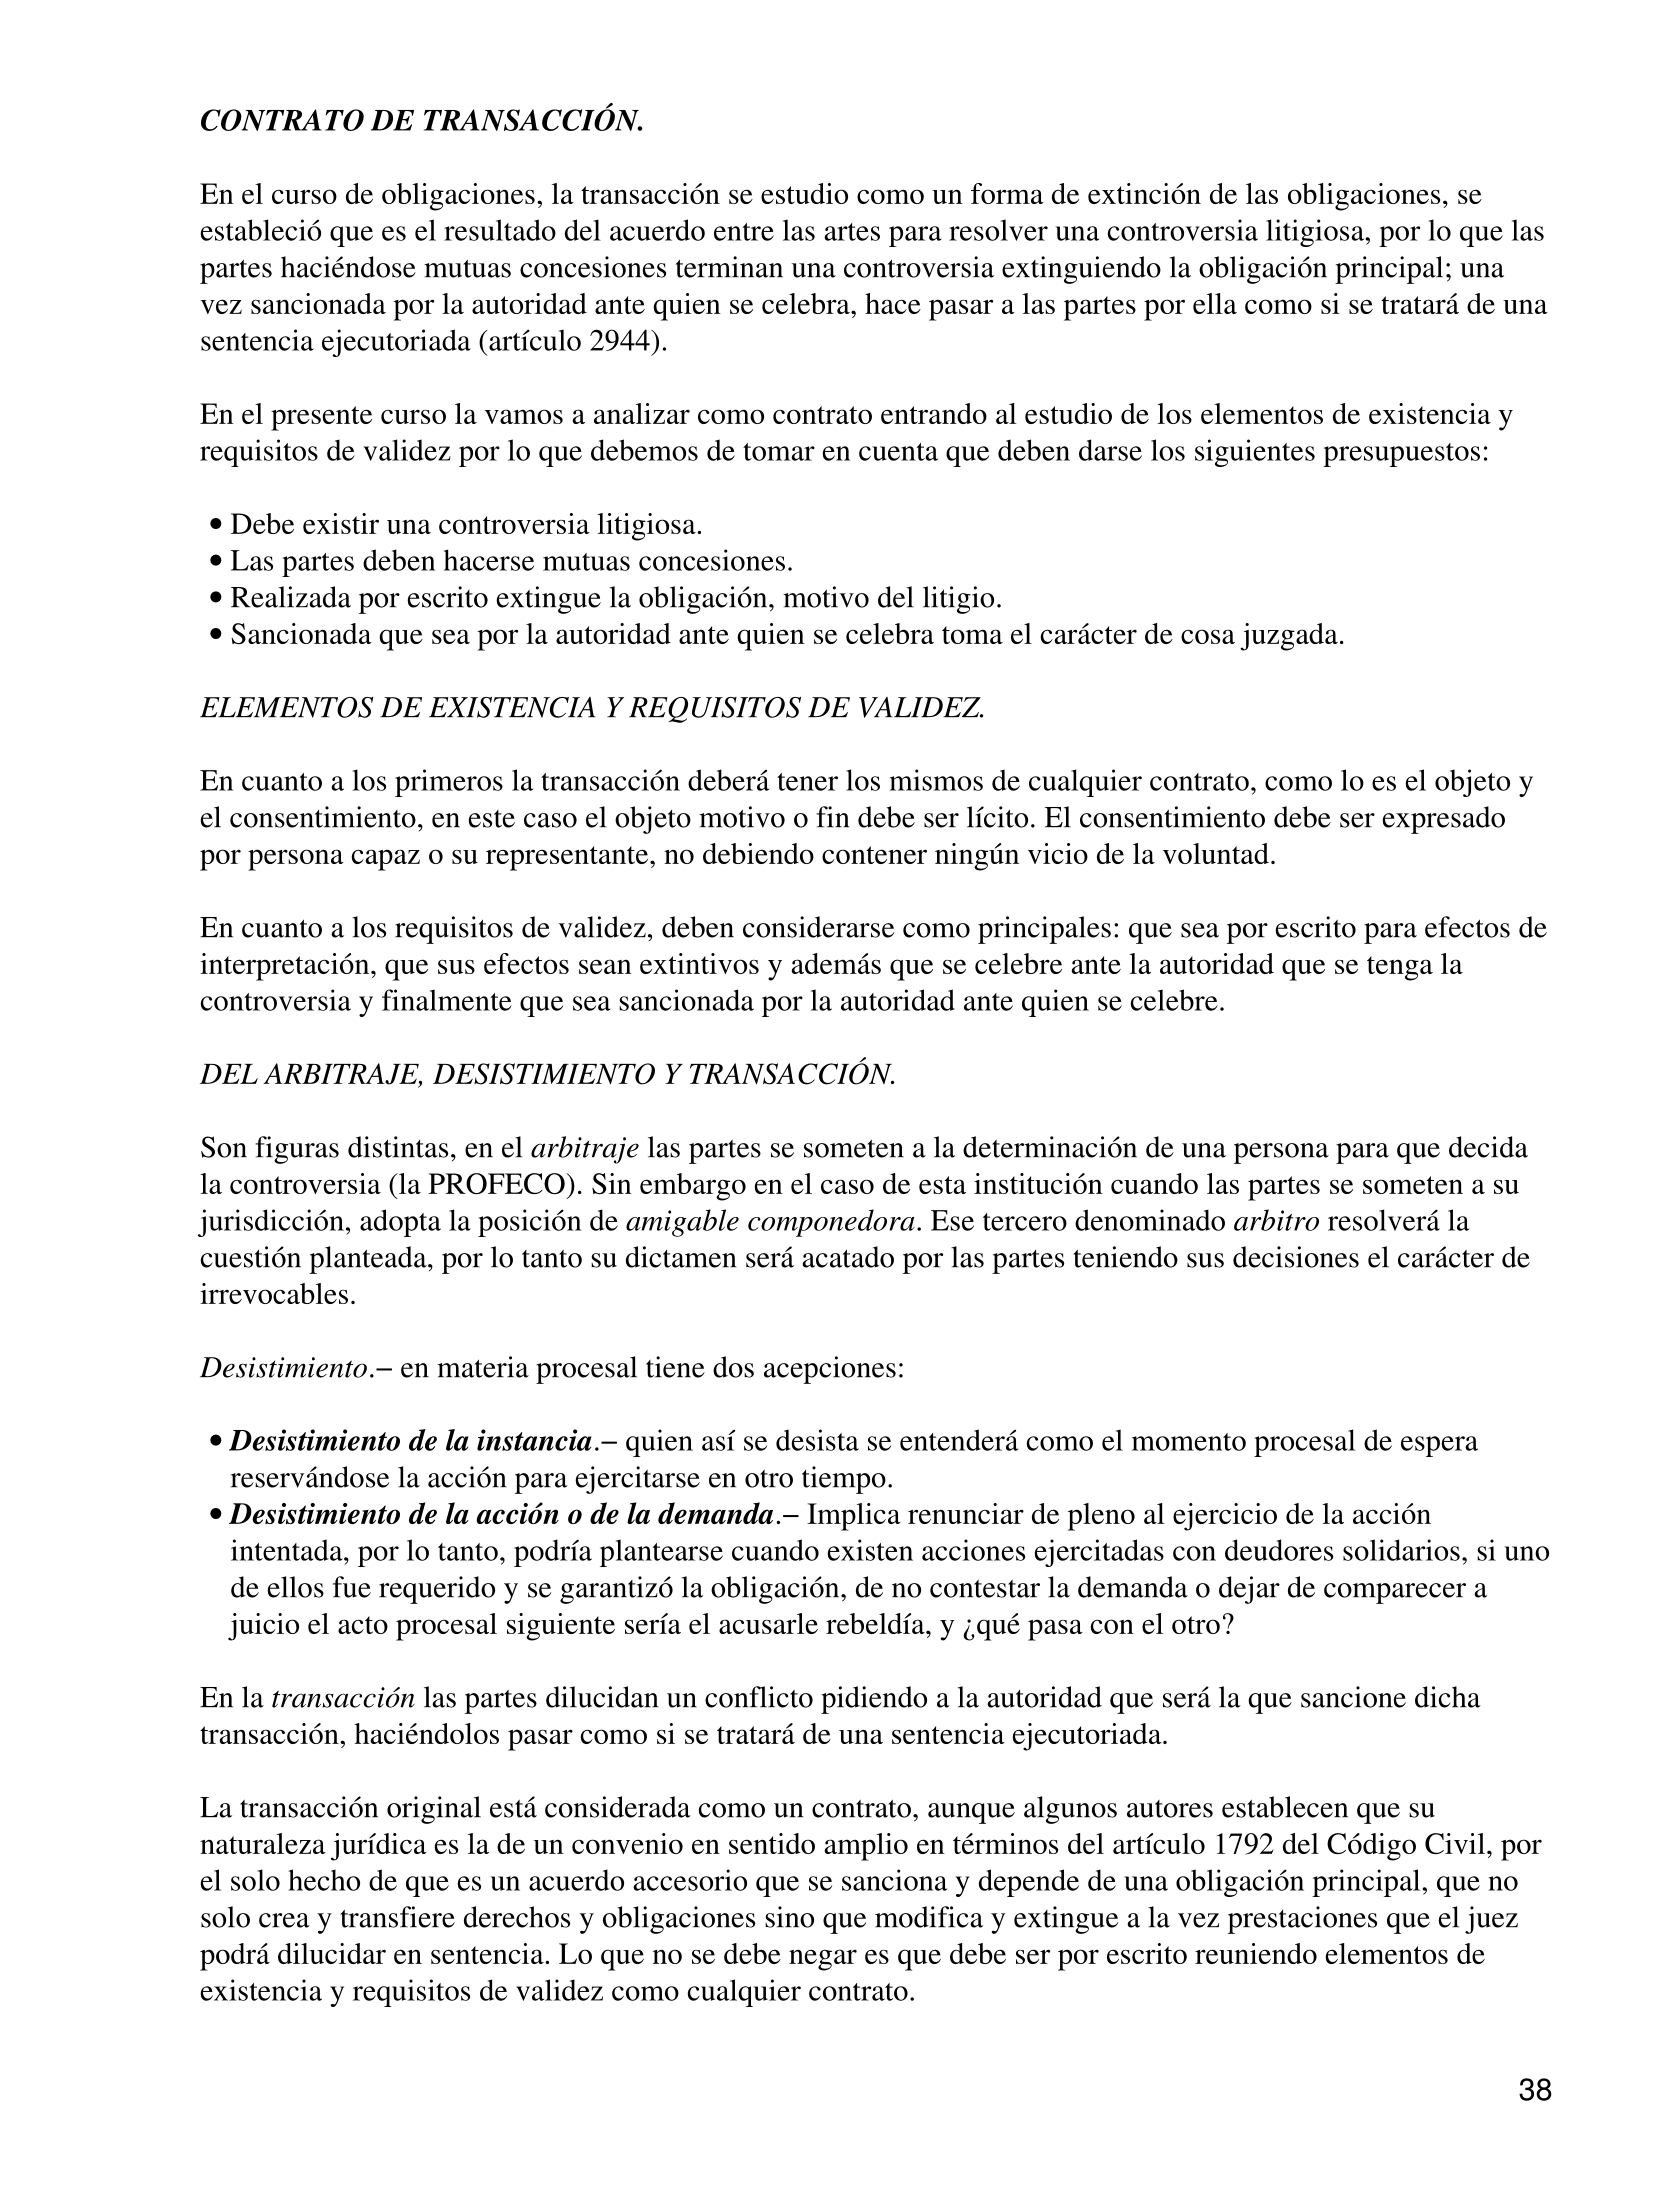 CONTRATO DE TRANSACCIÓN.
En el curso de obligaciones, la transacción se estudio como un forma de extinción de las obligaciones, se
estableció que es el resultado del acuerdo entre las artes para resolver una controversia litigiosa, por lo que las
partes haciéndose mutuas concesiones terminan una controversia extinguiendo la obligación principal; una
vez sancionada por la autoridad ante quien se celebra, hace pasar a las partes por ella como si se tratará de una
sentencia ejecutoriada (artículo 2944).
En el presente curso la vamos a analizar como contrato entrando al estudio de los elementos de existencia y
requisitos de validez por lo que debemos de tomar en cuenta que deben darse los siguientes presupuestos:
• Debe existir una controversia litigiosa.
• Las partes deben hacerse mutuas concesiones.
• Realizada por escrito extingue la obligación, motivo del litigio.
• Sancionada que sea por la autoridad ante quien se celebra toma el carácter de cosa juzgada.
ELEMENTOS DE EXISTENCIA Y REQUISITOS DE VALIDEZ.
En cuanto a los primeros la transacción deberá tener los mismos de cualquier contrato, como lo es el objeto y
el consentimiento, en este caso el objeto motivo o fin debe ser lícito. El consentimiento debe ser expresado
por persona capaz o su representante, no debiendo contener ningún vicio de la voluntad.
En cuanto a los requisitos de validez, deben considerarse como principales: que sea por escrito para efectos de
interpretación, que sus efectos sean extintivos y además que se celebre ante la autoridad que se tenga la
controversia y finalmente que sea sancionada por la autoridad ante quien se celebre.
DEL ARBITRAJE, DESISTIMIENTO Y TRANSACCIÓN.
Son figuras distintas, en el arbitraje las partes se someten a la determinación de una persona para que decida
la controversia (la PROFECO). Sin embargo en el caso de esta institución cuando las partes se someten a su
jurisdicción, adopta la posición de amigable componedora. Ese tercero denominado arbitro resolverá la
cuestión planteada, por lo tanto su dictamen será acatado por las partes teniendo sus decisiones el carácter de
irrevocables.
Desistimiento.− en materia procesal tiene dos acepciones:
• Desistimiento de la instancia.− quien así se desista se entenderá como el momento procesal de espera
reservándose la acción para ejercitarse en otro tiempo.
• Desistimiento de la acción o de la demanda.− Implica renunciar de pleno al ejercicio de la acción
intentada, por lo tanto, podría plantearse cuando existen acciones ejercitadas con deudores solidarios, si uno
de ellos fue requerido y se garantizó la obligación, de no contestar la demanda o dejar de comparecer a
juicio el acto procesal siguiente sería el acusarle rebeldía, y ¿qué pasa con el otro?
En la transacción las partes dilucidan un conflicto pidiendo a la autoridad que será la que sancione dicha
transacción, haciéndolos pasar como si se tratará de una sentencia ejecutoriada.
La transacción original está considerada como un contrato, aunque algunos autores establecen que su
naturaleza jurídica es la de un convenio en sentido amplio en términos del artículo 1792 del Código Civil, por
el solo hecho de que es un acuerdo accesorio que se sanciona y depende de una obligación principal, que no
solo crea y transfiere derechos y obligaciones sino que modifica y extingue a la vez prestaciones que el juez
podrá dilucidar en sentencia. Lo que no se debe negar es que debe ser por escrito reuniendo elementos de
existencia y requisitos de validez como cualquier contrato.
38